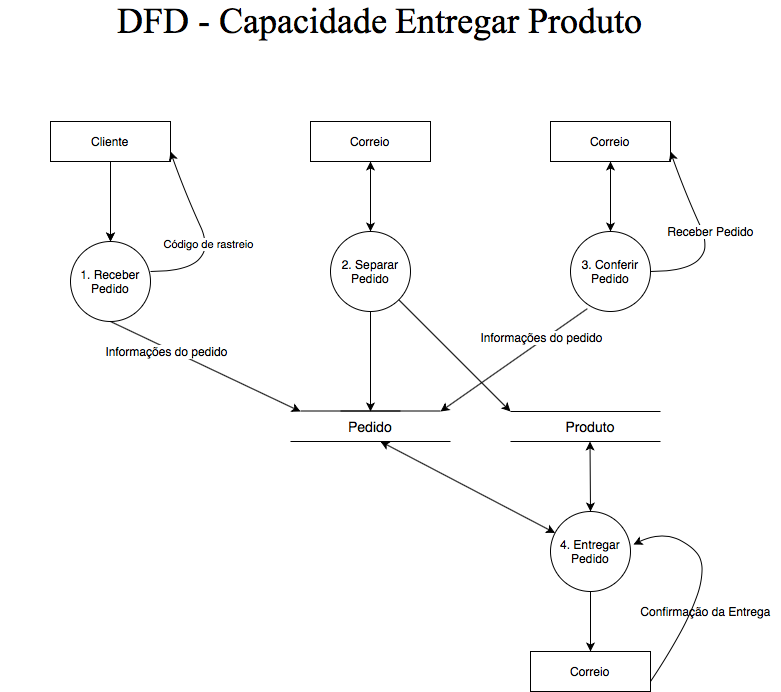 DFD - Capacidade Entregar Produto
Cliente
Correio
Correio
Código de rastreio
Receber Pedido
1. Receber
Pedido
2. Separar
Pedido
3. Conferir
Pedido
Informações do pedido
Informações do pedido
Pedido
Produto
4. Entregar
Pedido
Confirmação da Entrega
Correio